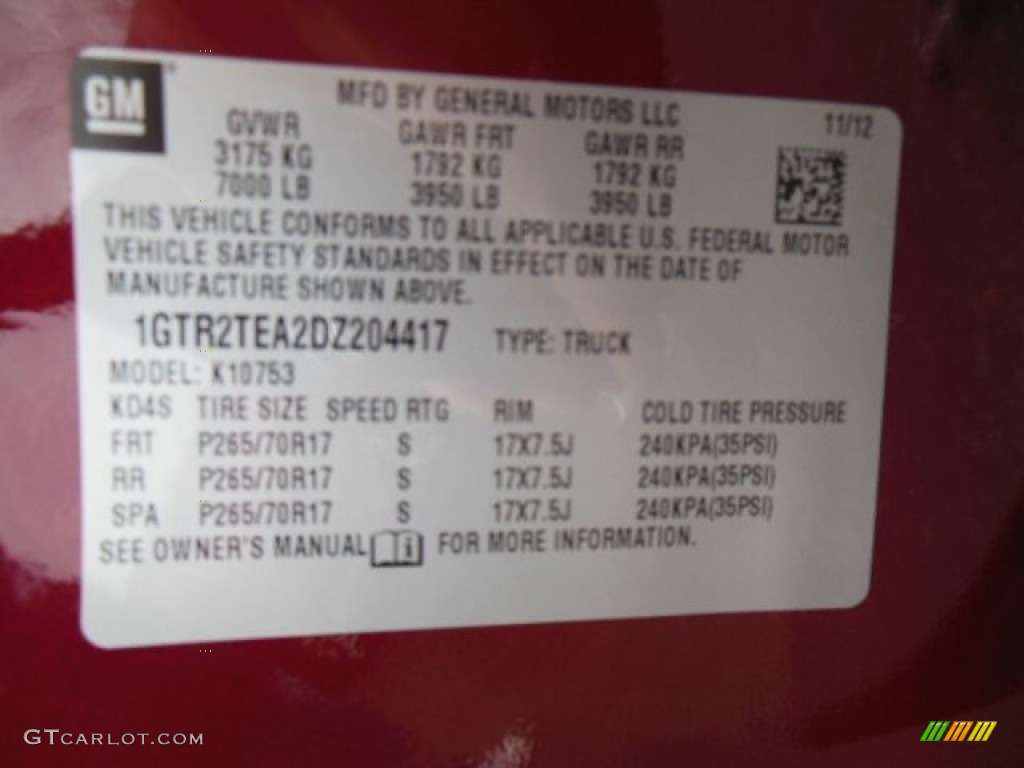 GM
MFD BY GENERAL MOTORS LLC
11/12
GVWR GAWR FRT GAWR RR
3175 KG 1792 KG 1792 KG
7000 LB 3950 LB 3950 LB
THIS VEHICLE CONFORMS TO ALL APPLICABLE U.S. FEDERAL MOTOR
VEHICLE SAFETY STANDARDS IN EFFECT ON THE DATE OF
MANUFACTURE SHOWN ABOVE.
1GTR2TEA2DZ204417 TYPE: TRUCK
MODEL: K10753
KD4S TIRE SIZE SPEED RTG RIM COLD TIRE PRESSURE
FRT P265/70R17 S 17X7.5J 240KPA(35PSI)
RR P265/70R17 S 17X7.5J 240KPA(35PSI)
SPA P265/70R17 S 17X7.5J 240KPA(35PSI)
SEE OWNER'S MANUAL FOR MORE INFORMATION.
GTCARLOT.COM